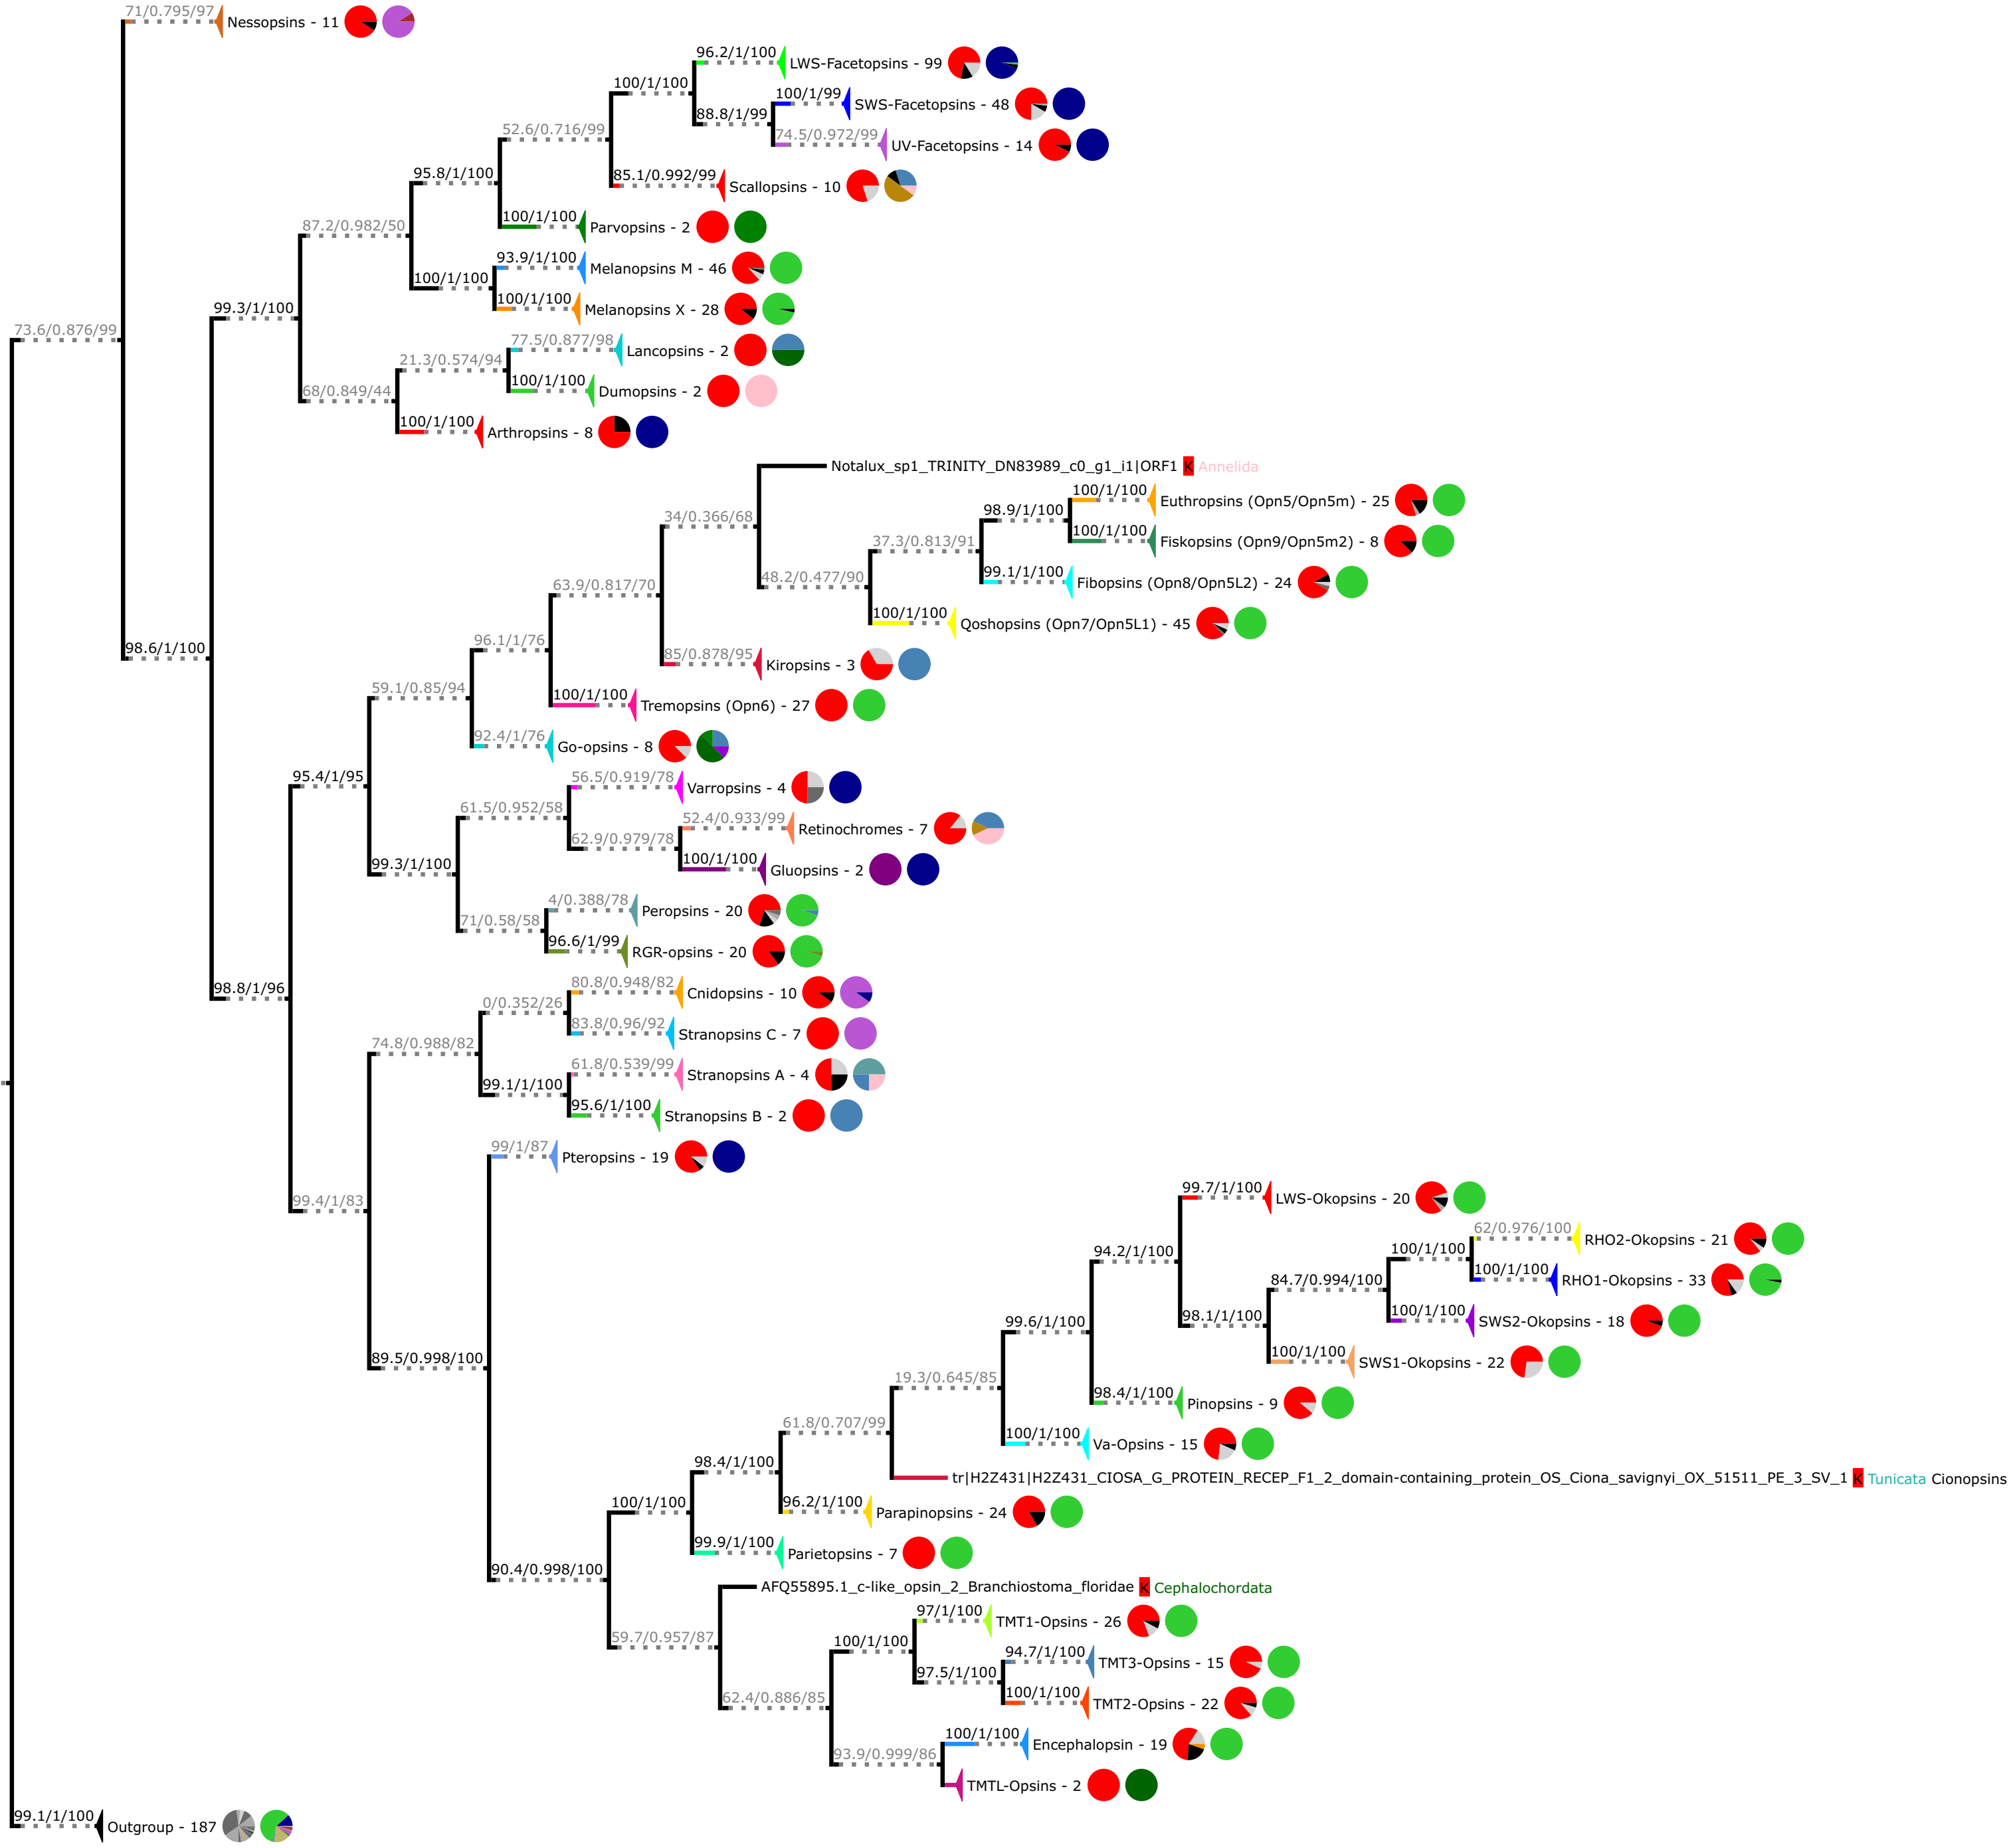 71/0.795/97
Nessopsins - 11
96.2/1/100
LWS-Facetopsins - 99
100/1/100
100/1/99
SWS-Facetopsins - 48
88.8/1/99
52.6/0.716/99
74.5/0.972/99
UV-Facetopsins - 14
95.8/1/100
85.1/0.992/99
Scallopsins - 10
87.2/0.982/50
100/1/100
Parvopsins - 2
93.9/1/100
Melanopsins M - 46
100/1/100
99.3/1/100
100/1/100
Melanopsins X - 28
73.6/0.876/99
77.5/0.877/98
Lancopsins - 2
21.3/0.574/94
100/1/100
Dumopsins - 2
68/0.849/44
100/1/100
Arthropsins - 8
Notalux_sp1_TRINITY_DN83989_c0_g1_i1|ORF1 K Annelida
100/1/100
Euthropsins (Opn5/Opn5m) - 25
98.9/1/100
34/0.366/68
100/1/100
Fiskopsins (Opn9/Opn5m2) - 8
37.3/0.813/91
99.1/1/100
Fibopsins (Opn8/Opn5L2) - 24
48.2/0.477/90
63.9/0.817/70
100/1/100
Qoshopsins (Opn7/Opn5L1) - 45
96.1/1/76
98.6/1/100
85/0.878/95
Kiropsins - 3
59.1/0.85/94
100/1/100
Tremopsins (Opn6) - 27
92.4/1/76
Go-opsins - 8
95.4/1/95
56.5/0.919/78
Varropsins - 4
61.5/0.952/58
52.4/0.933/99
Retinochromes - 7
62.9/0.979/78
99.3/1/100
100/1/100
Gluopsins - 2
4/0.388/78
Peropsins - 20
71/0.58/58
96.6/1/99
RGR-opsins - 20
98.8/1/96
80.8/0.948/82
Cnidopsins - 10
0/0.352/26
83.8/0.96/92
Stranopsins C - 7
74.8/0.988/82
61.8/0.539/99
Stranopsins A - 4
99.1/1/100
95.6/1/100
Stranopsins B - 2
99/1/87
Pteropsins - 19
99.4/1/83
99.7/1/100
LWS-Okopsins - 20
94.2/1/100
62/0.976/100
RHO2-Okopsins - 21
100/1/100
84.7/0.994/100
100/1/100
RHO1-Okopsins - 33
98.1/1/100
99.6/1/100
100/1/100
SWS2-Okopsins - 18
89.5/0.998/100
100/1/100
SWS1-Okopsins - 22
19.3/0.645/85
98.4/1/100
Pinopsins - 9
61.8/0.707/99
100/1/100
Va-Opsins - 15
98.4/1/100
tr|H2Z431|H2Z431_CIOSA_G_PROTEIN_RECEP_F1_2_domain-containing_protein_OS_Ciona_savignyi_OX_51511_PE_3_SV_1 K Tunicata Cionopsins
100/1/100
96.2/1/100
Parapinopsins - 24
99.9/1/100
Parietopsins - 7
90.4/0.998/100
AFQ55895.1_c-like_opsin_2_Branchiostoma_floridae K Cephalochordata
97/1/100
TMT1-Opsins - 26
59.7/0.957/87
100/1/100
94.7/1/100
TMT3-Opsins - 15
97.5/1/100
62.4/0.886/85
100/1/100
TMT2-Opsins - 22
100/1/100
Encephalopsin - 19
93.9/0.999/86
TMTL-Opsins - 2
99.1/1/100
Outgroup - 187